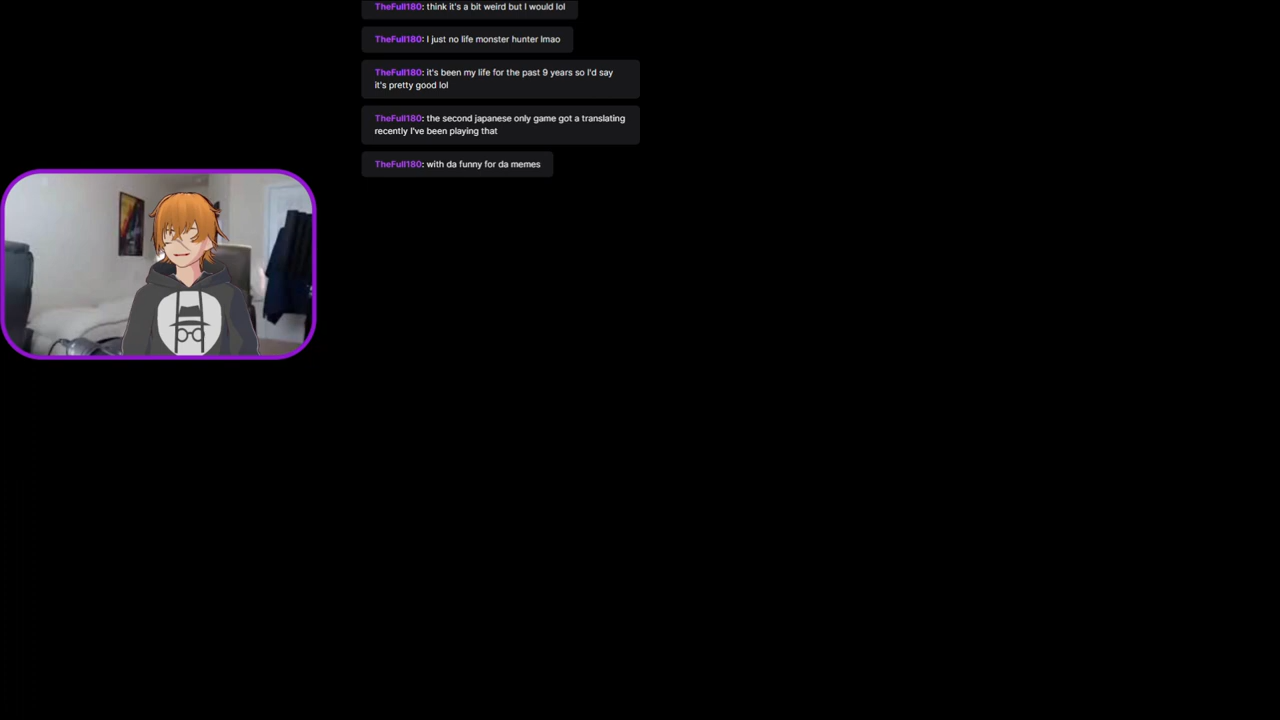 TheFull180: think it's a bit weird but I would lol
TheFull180: I just no life monster hunter lmao
TheFull180: it's been my life for the past 9 years so I'd say
it's pretty good lol
TheFull180: the second japanese only game got a translating
recently I've been playing that
TheFull180: with da funny for da memes